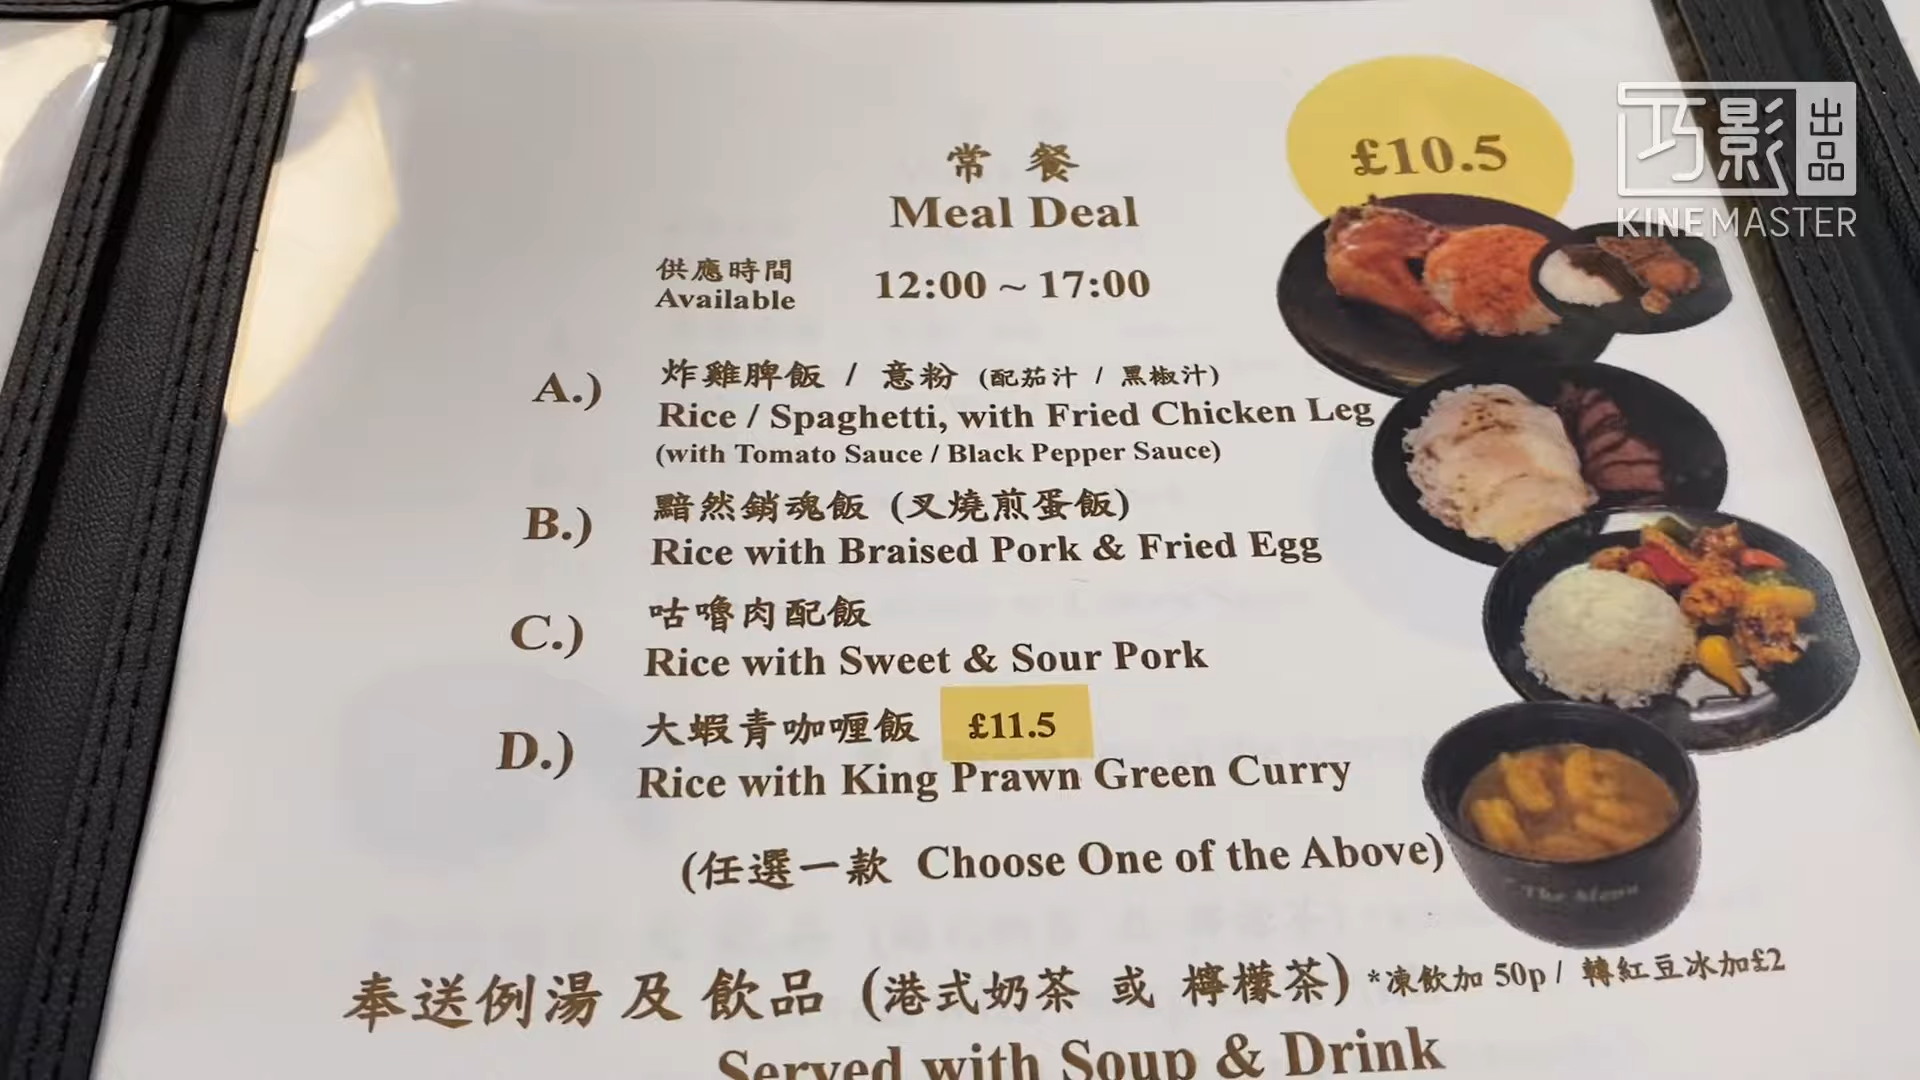 £10.5
巧影出品
KINEMASTER
常餐
Meal Deal
供應時間
Available
12:00 ~ 17:00
A.) 炸雞脾飯 / 意粉 (配茄汁 / 黑椒汁)
Rice / Spaghetti, with Fried Chicken Leg
(with Tomato Sauce / Black Pepper Sauce)
B.) 黯然銷魂飯 (叉燒煎蛋飯)
Rice with Braised Pork & Fried Egg
C.) 咕嚕肉配飯
Rice with Sweet & Sour Pork
D.) 大蝦青咖喱飯 £11.5
Rice with King Prawn Green Curry
(任選一款 Choose One of the Above)
The Menu
奉送例湯 及 飲品 (港式奶茶 或 檸檬茶) *凍飲加 50p / 轉紅豆冰加£2
Served with Soup & Drink